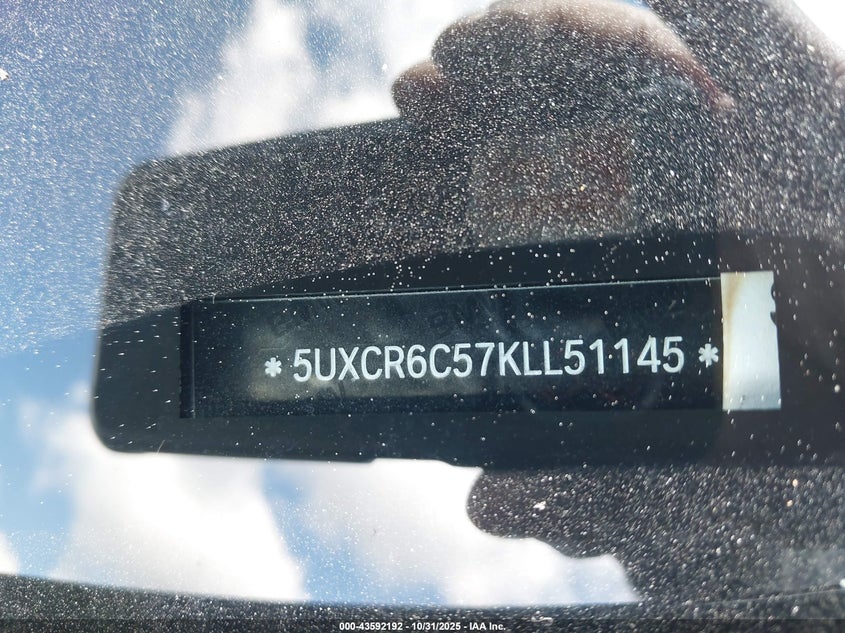 * 5UXCR6C57KLL51145 *
000-43592192 - 10/31/2025 - IAA Inc.